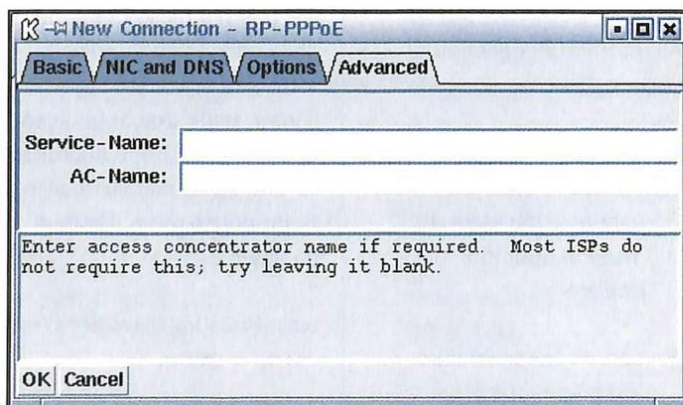 New Connection - RP-PPPoE
Basic NIC and DNS Options Advanced
Service-Name:
AC-Name:
Enter access concentrator name if required. Most ISPs do
not require this; try leaving it blank.
OK Cancel